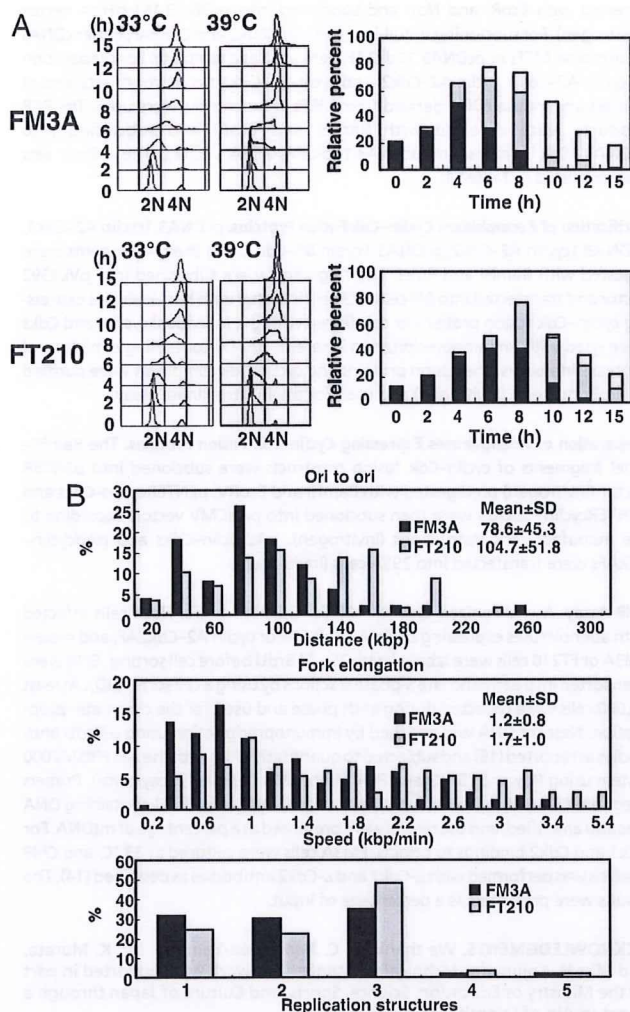 A
(h) 33°C 39°C
15
12
10
8
6
4
2
0
FM3A
2N 4N 2N 4N
Relative percent
100
80
60
40
20
0
0 2 4 6 8 10 12 15
Time (h)
33°C 39°C
(h)
15
12
10
8
6
4
2
0
FT210
2N 4N 2N 4N
Relative percent
100
80
60
40
20
0
0 2 4 6 8 10 12 15
Time (h)
B
Ori to ori
%
30
25
20
15
10
5
0
Mean±SD
FM3A 78.6±45.3
FT210 104.7±51.8
20 60 100 140 180 220 260 300
Distance (kbp)
Fork elongation
%
20
15
10
5
0
FM3A 1.2±0.8
FT210 1.7±1.0
0.2 0.6 1 1.4 1.8 2.2 2.6 3 3.4 5.4
Speed (kbp/min)
%
60
50
40
30
20
10
FM3A
FT210
1 2 3 4 5
Replication structures